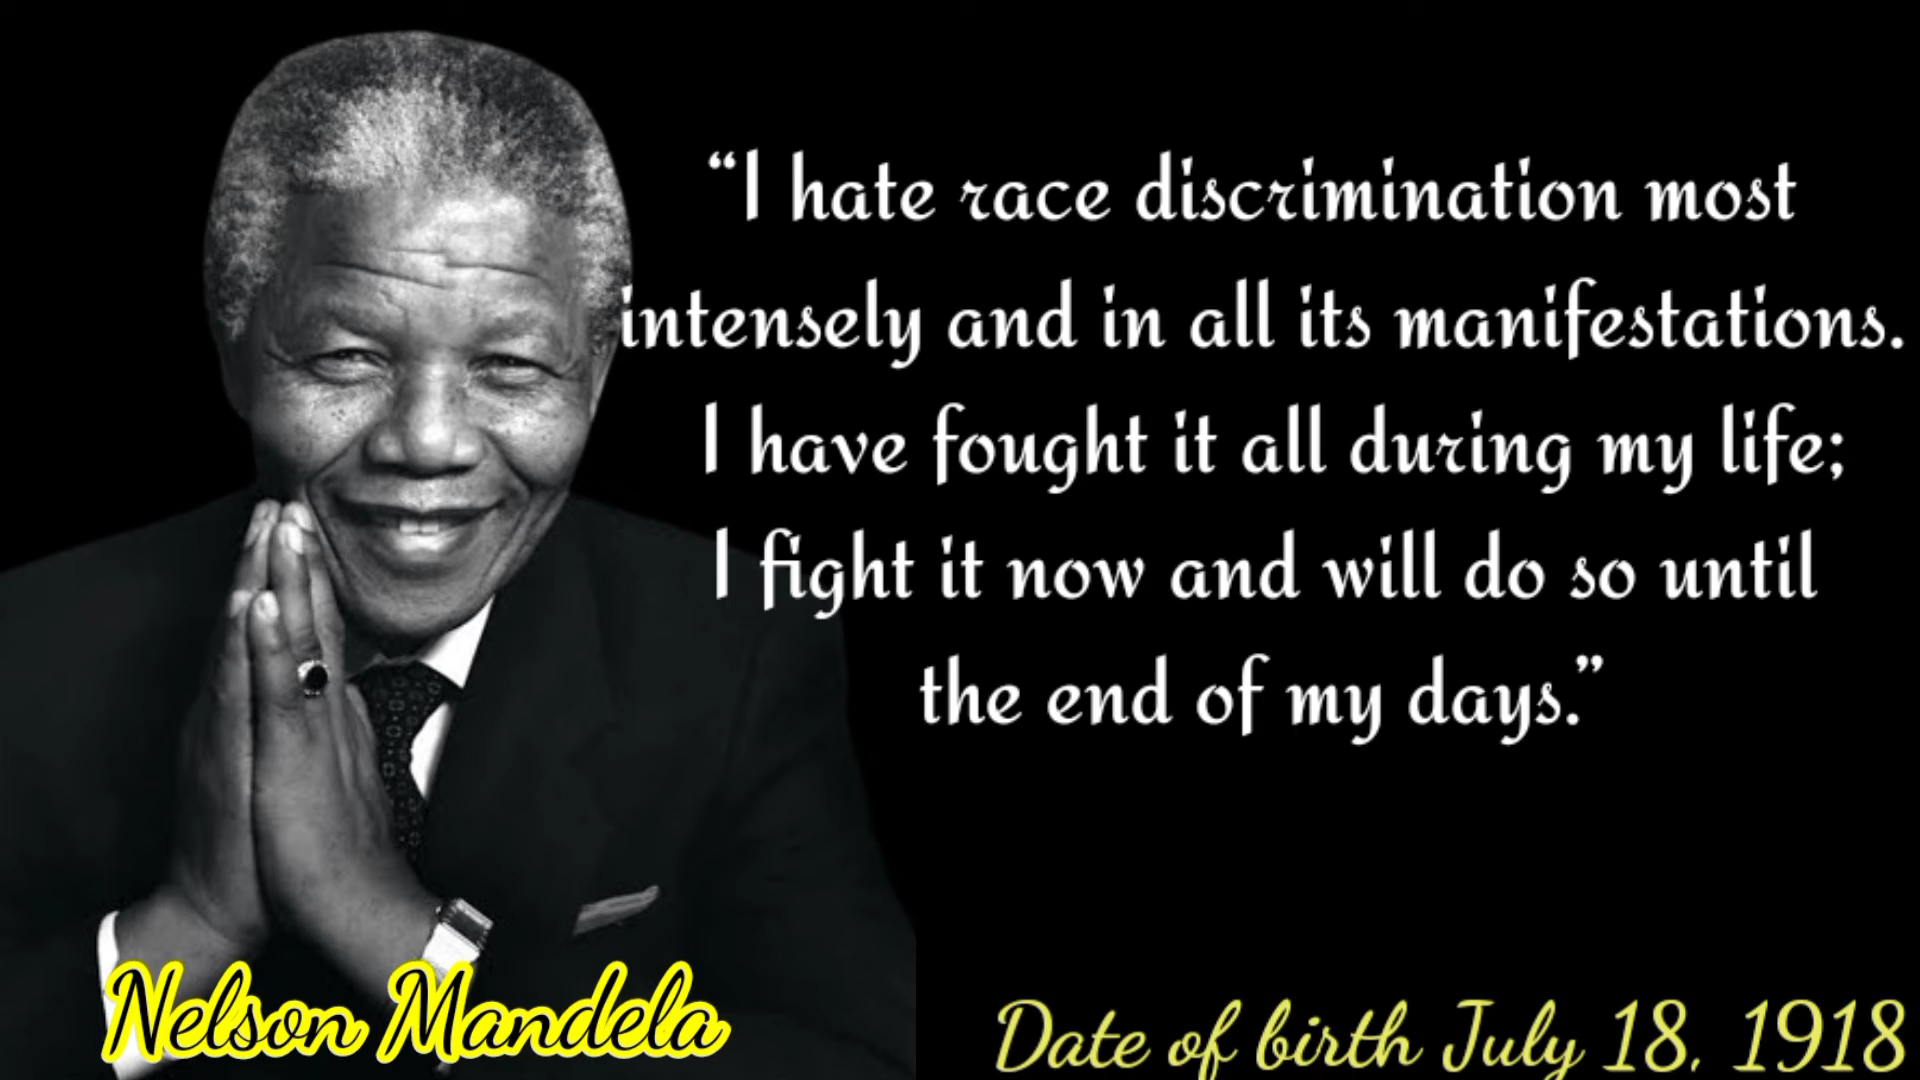 “I hate race discrimination most
intensely and in all its manifestations.
I have fought it all during my life;
I fight it now and will do so until
the end of my days.”
Nelson Mandela
Date of birth July 18, 1918